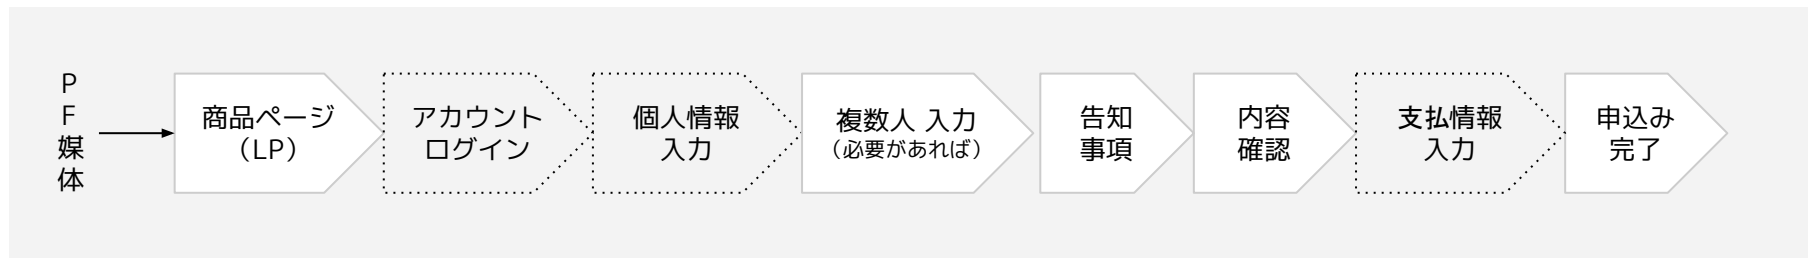 PF媒体
商品ページ
（LP）
アカウント
ログイン
個人情報
入力
複数人 入力
（必要があれば）
告知
事項
内容
確認
支払情報
入力
申込み
完了